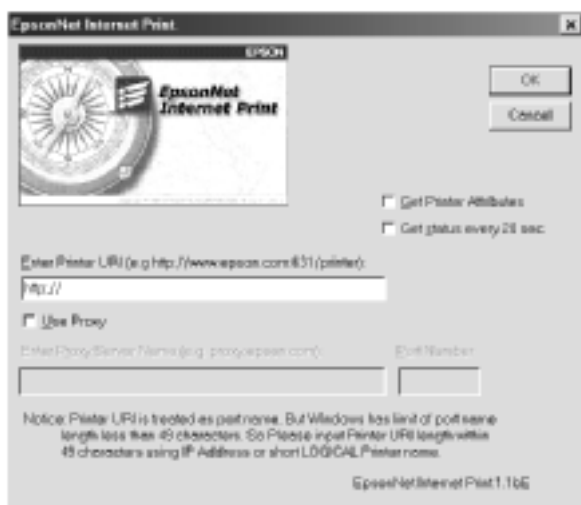 EpsonNet Internet Print
EPSON
EpsonNet
Internet Print
OK
Cancel
Get Printer Attributes
Get status every 20 sec.
Enter Printer URI (e.g http://www.epson.com:631/printer):
http://
Use Proxy
Enter Proxy Server Name (e.g. proxy.epson.com):
Port Number
Notice: Printer URI is treated as port name. But Windows has limit of port name
length less than 49 characters. So Please input Printer URI length within
49 characters using IP Address or short LOGICAL Printer name.
EpsonNet Internet Print 1.1bE